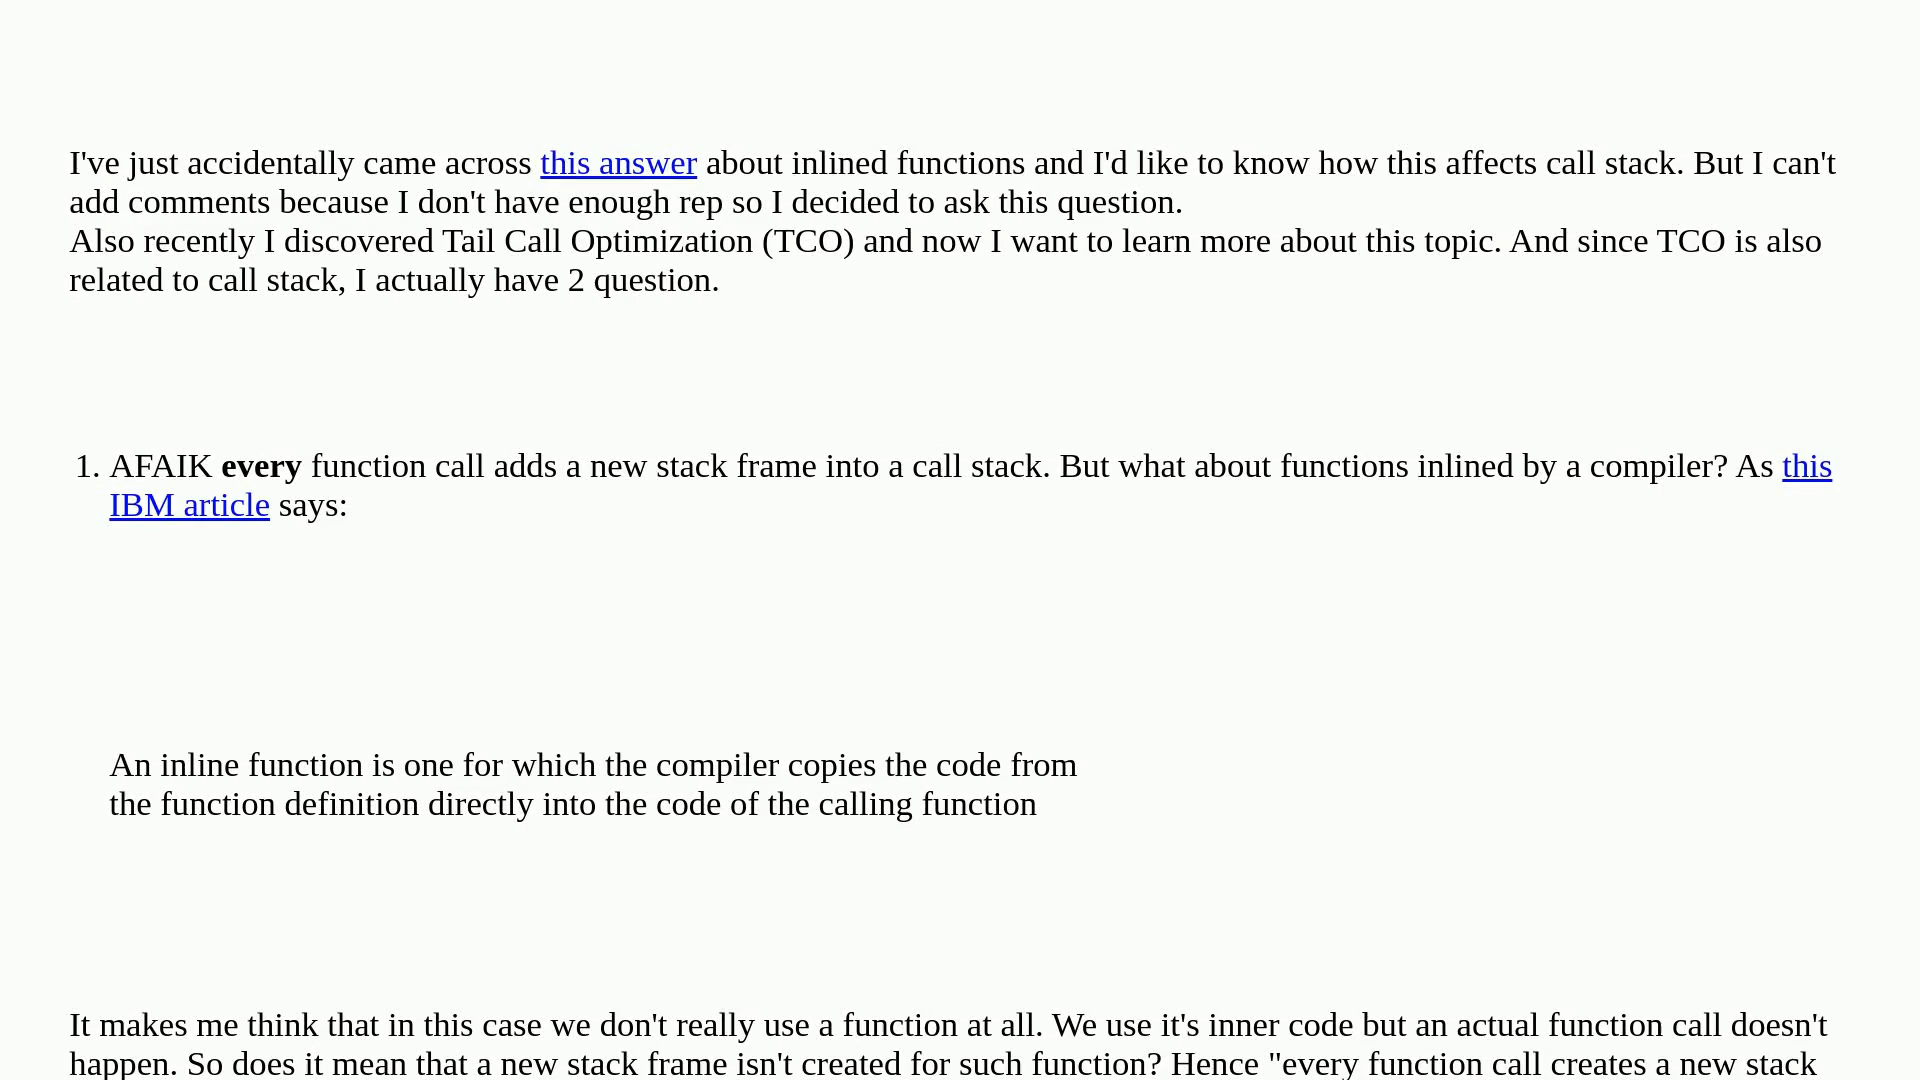 I've just accidentally came across this answer about inlined functions and I'd like to know how this affects call stack. But I can't
add comments because I don't have enough rep so I decided to ask this question.
Also recently I discovered Tail Call Optimization (TCO) and now I want to learn more about this topic. And since TCO is also
related to call stack, I actually have 2 question.
1. AFAIK every function call adds a new stack frame into a call stack. But what about functions inlined by a compiler? As this
IBM article says:
An inline function is one for which the compiler copies the code from
the function definition directly into the code of the calling function
It makes me think that in this case we don't really use a function at all. We use it's inner code but an actual function call doesn't
happen. So does it mean that a new stack frame isn't created for such function? Hence "every function call creates a new stack